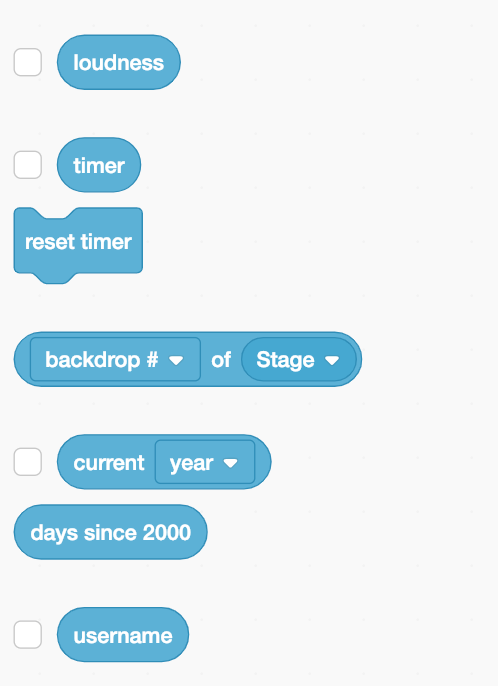 loudness
timer
reset timer
backdrop # of Stage
current year
days since 2000
username